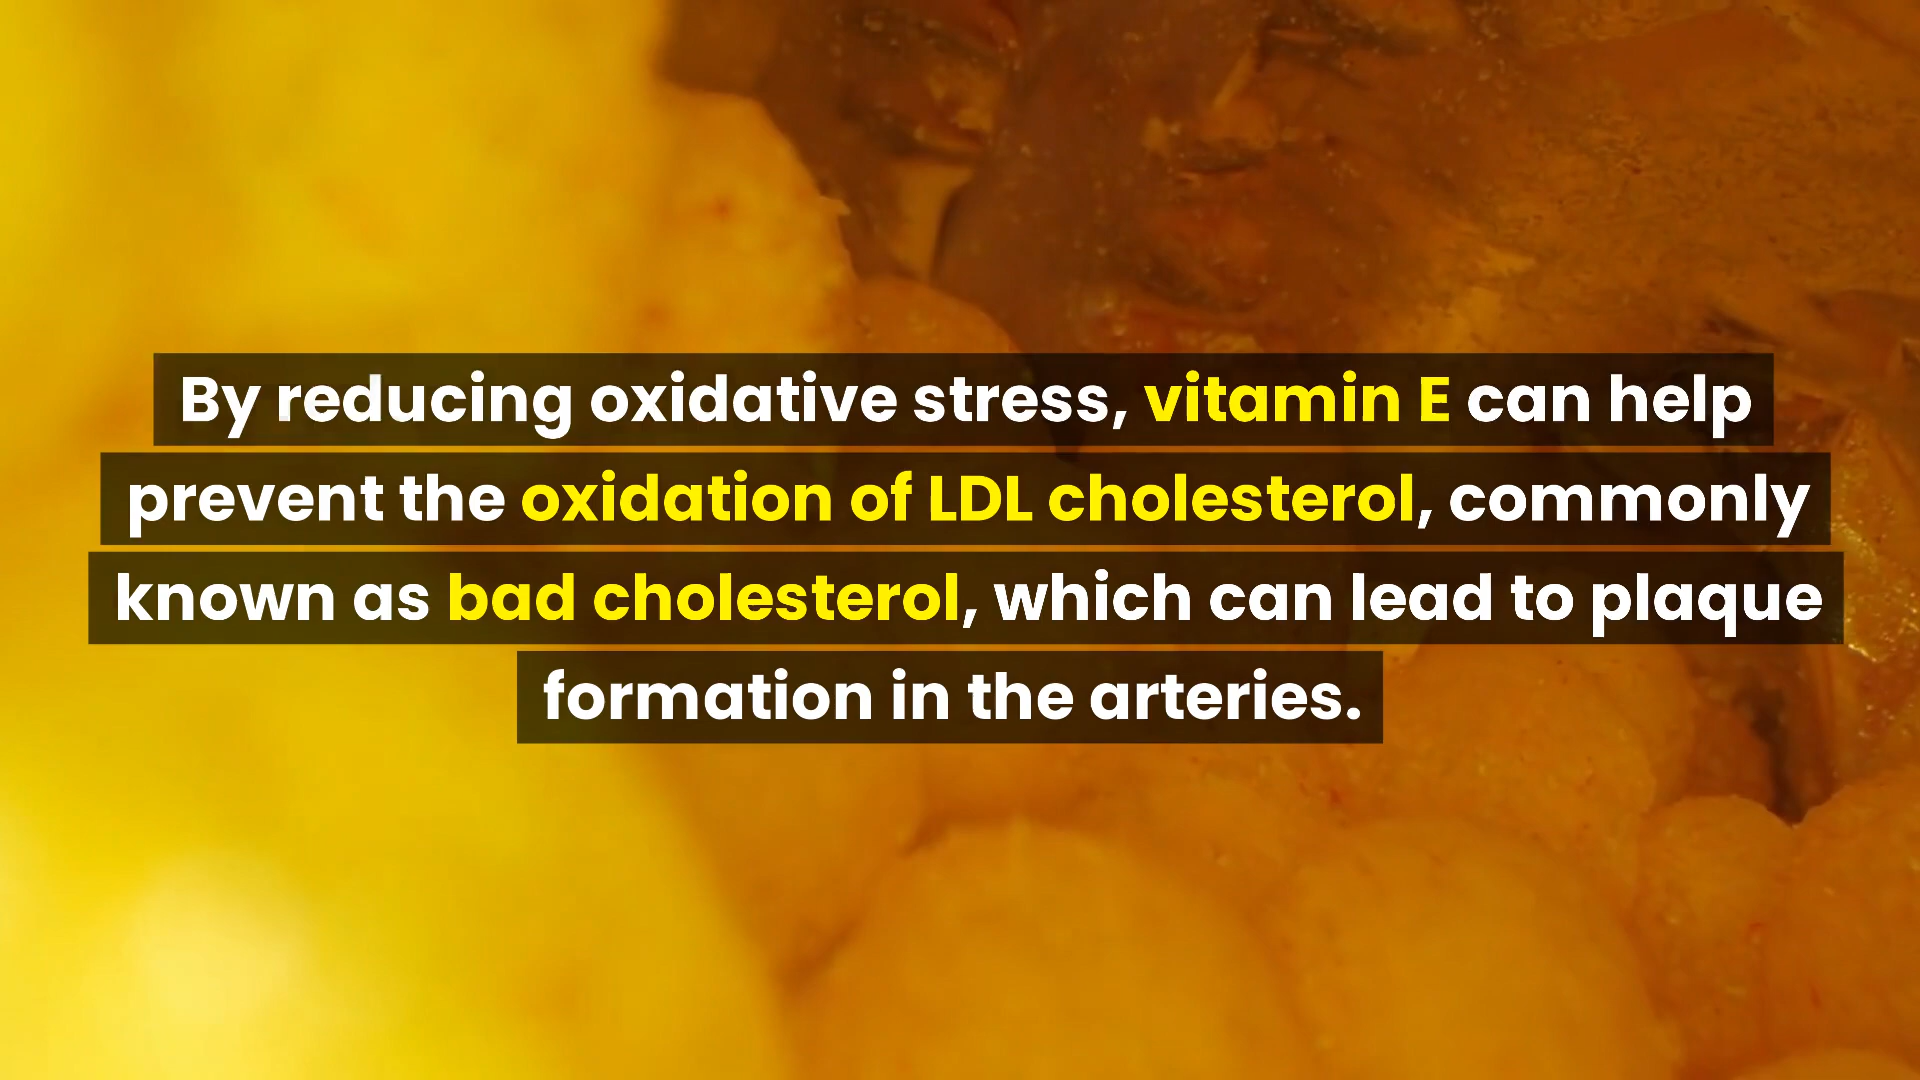 By reducing oxidative stress, vitamin E can help
prevent the oxidation of LDL cholesterol, commonly
known as bad cholesterol, which can lead to plaque
formation in the arteries.